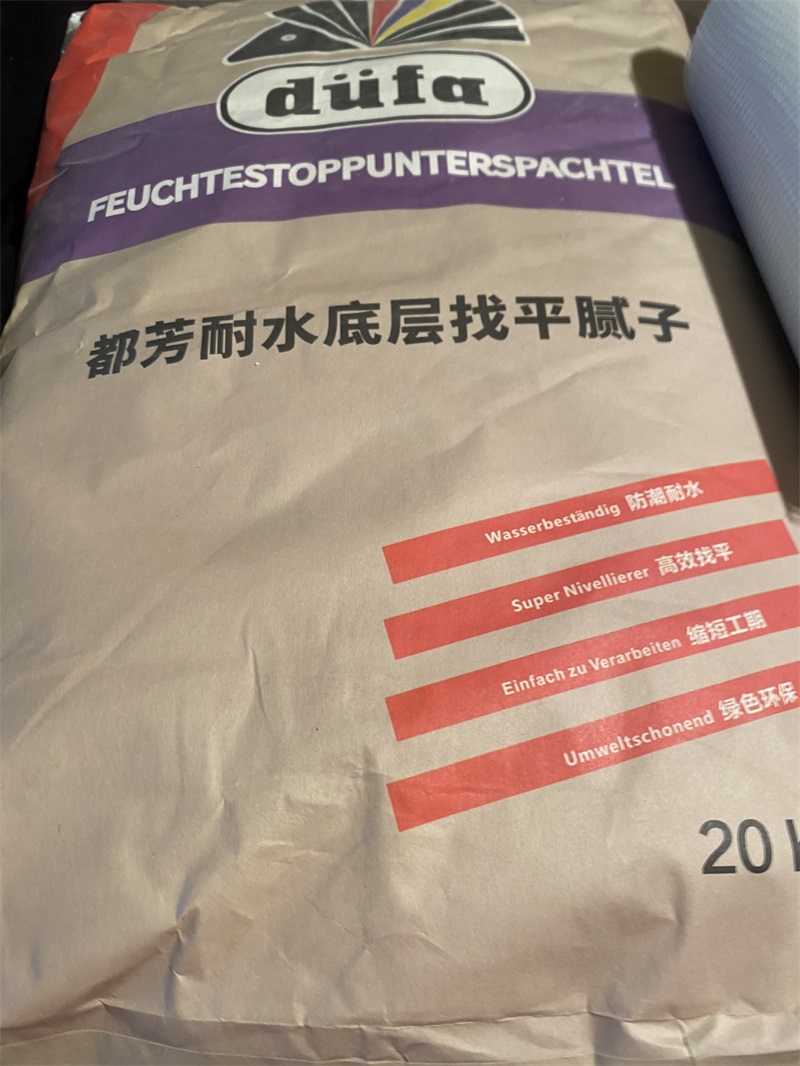 düfa
FEUCHTESTOPPUNTERSPACHTEL
都芳耐水底层找平腻子
Wasserbeständig 防潮耐水
Super Nivellierer 高效找平
Einfach zu Verarbeiten 缩短工期
Umweltschonend 绿色环保
20